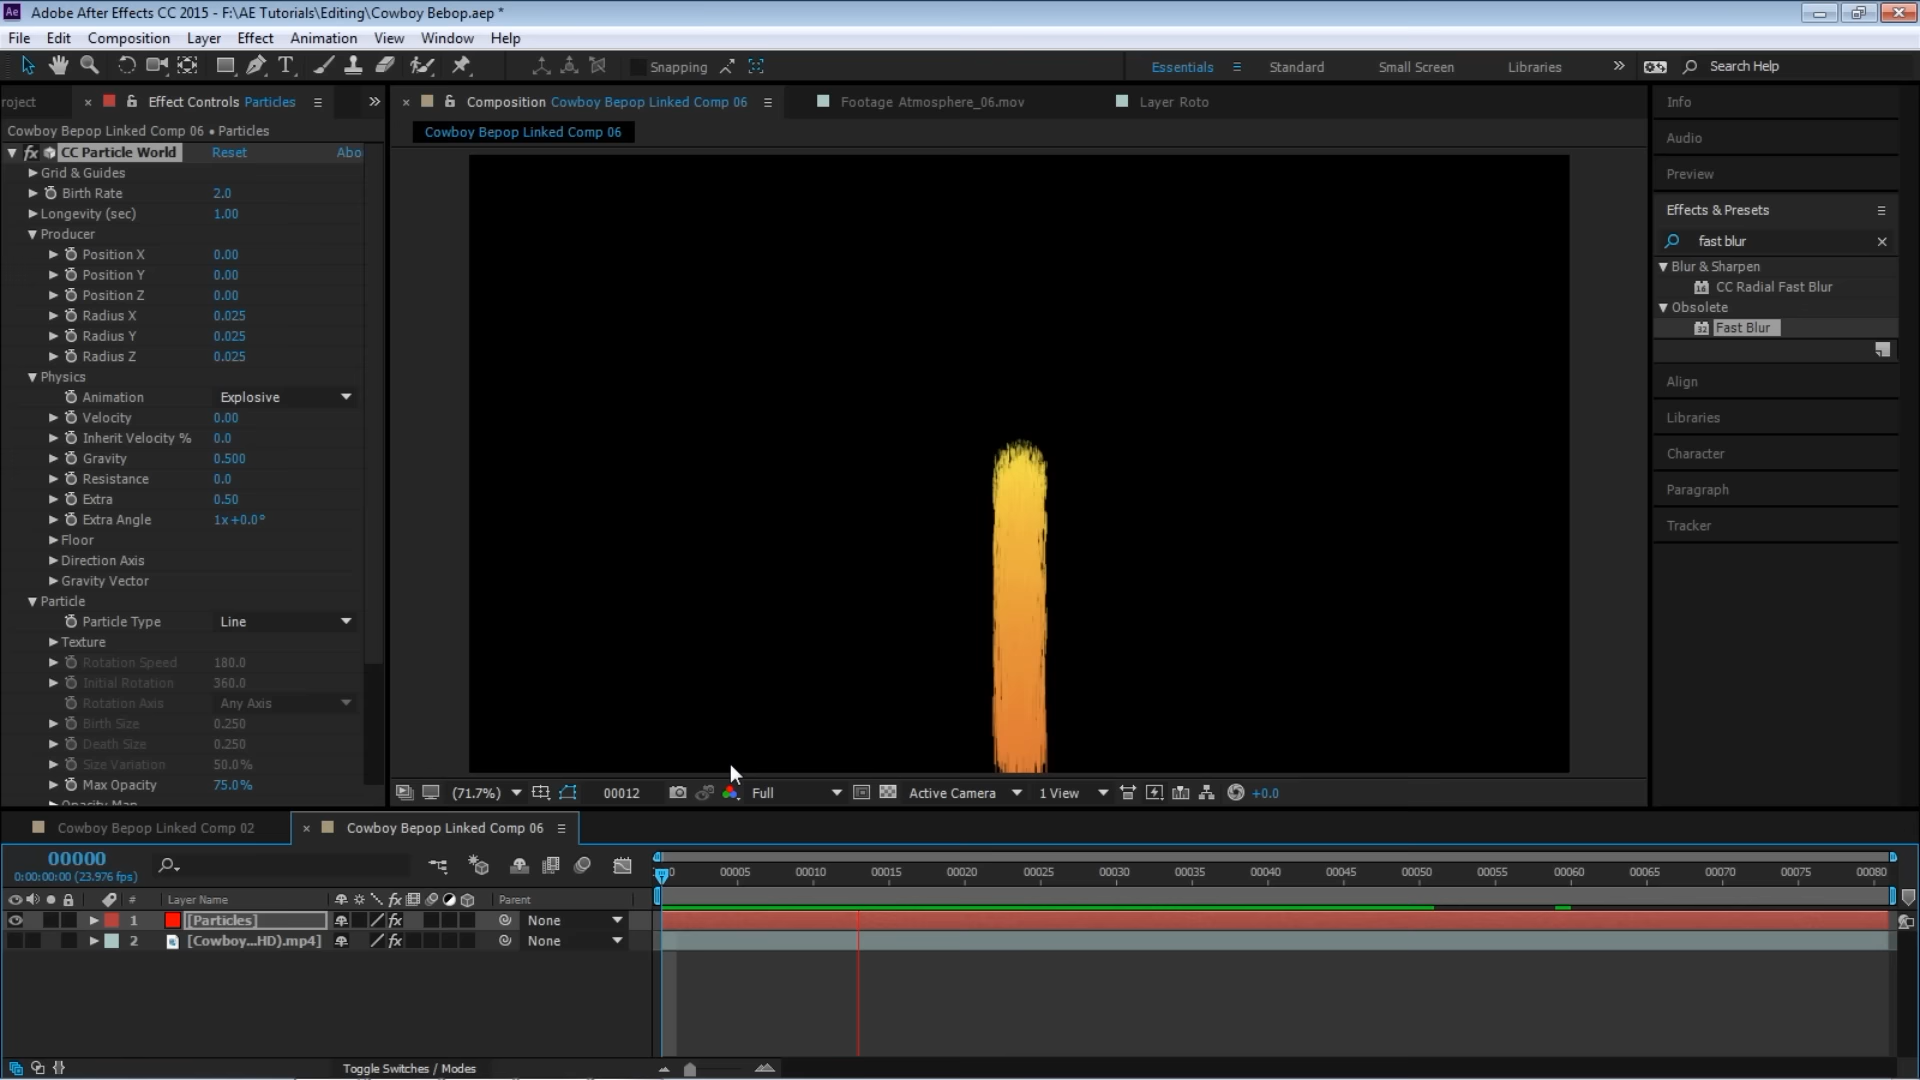 Ae Adobe After Effects CC 2015 - F:\AE Tutorials\Editing\Cowboy Bebop.aep *
File Edit Composition Layer Effect Animation View Window Help
Snapping Essentials Standard Small Screen Libraries Search Help
roject Effect Controls Particles Composition Cowboy Bepop Linked Comp 06 Footage Atmosphere_06.mov Layer Roto Info
Cowboy Bepop Linked Comp 06 • Particles Cowboy Bepop Linked Comp 06
Audio
fx CC Particle World Reset Abo
Grid & Guides
Preview
Birth Rate 2.0
Longevity (sec) 1.00
Effects & Presets
Producer
fast blur
Position X 0.00
Blur & Sharpen
Position Y 0.00
CC Radial Fast Blur
Position Z 0.00
Obsolete
Radius X 0.025
Fast Blur
Radius Y 0.025
Radius Z 0.025
Physics
Align
Animation Explosive
Velocity 0.00
Libraries
Inherit Velocity % 0.0
Gravity 0.500
Character
Resistance 0.0
Paragraph
Extra 0.50
Extra Angle 1x+0.0°
Tracker
Floor
Direction Axis
Gravity Vector
Particle
Particle Type Line
Texture
Rotation Speed 180.0
Initial Rotation 360.0
Rotation Axis Any Axis
Birth Size 0.250
Death Size 0.250
Size Variation 50.0%
Max Opacity 75.0%
Opacity Map
(71.7%) 00012 Full Active Camera 1 View +0.0
Cowboy Bepop Linked Comp 02 Cowboy Bepop Linked Comp 06
00000
0:00:00:00 (23.976 fps)
0 00005 00010 00015 00020 00025 00030 00035 00040 00045 00050 00055 00060 00065 00070 00075 00080
# Layer Name fx Parent
1 [Particles] fx None
2 [Cowboy...HD).mp4] fx None
Toggle Switches / Modes